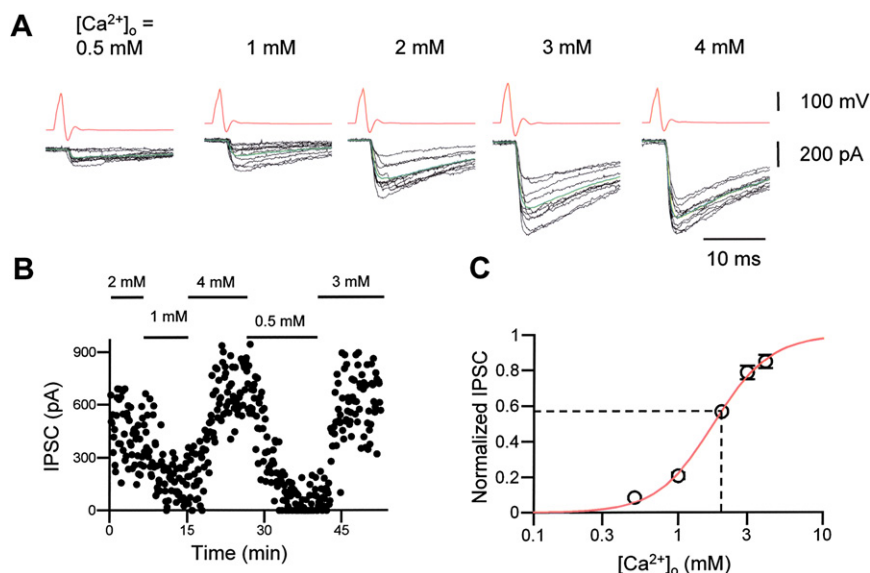 A
[Ca²⁺]ₒ =
0.5 mM
1 mM
2 mM
3 mM
4 mM
100 mV
200 pA
10 ms
B
2 mM
4 mM
3 mM
1 mM
0.5 mM
900
600
300
0
IPSC (pA)
0
15
30
45
Time (min)
C
1
0.8
0.6
0.4
0.2
0
Normalized IPSC
0.1
0.3
1
3
10
[Ca²⁺]ₒ (mM)